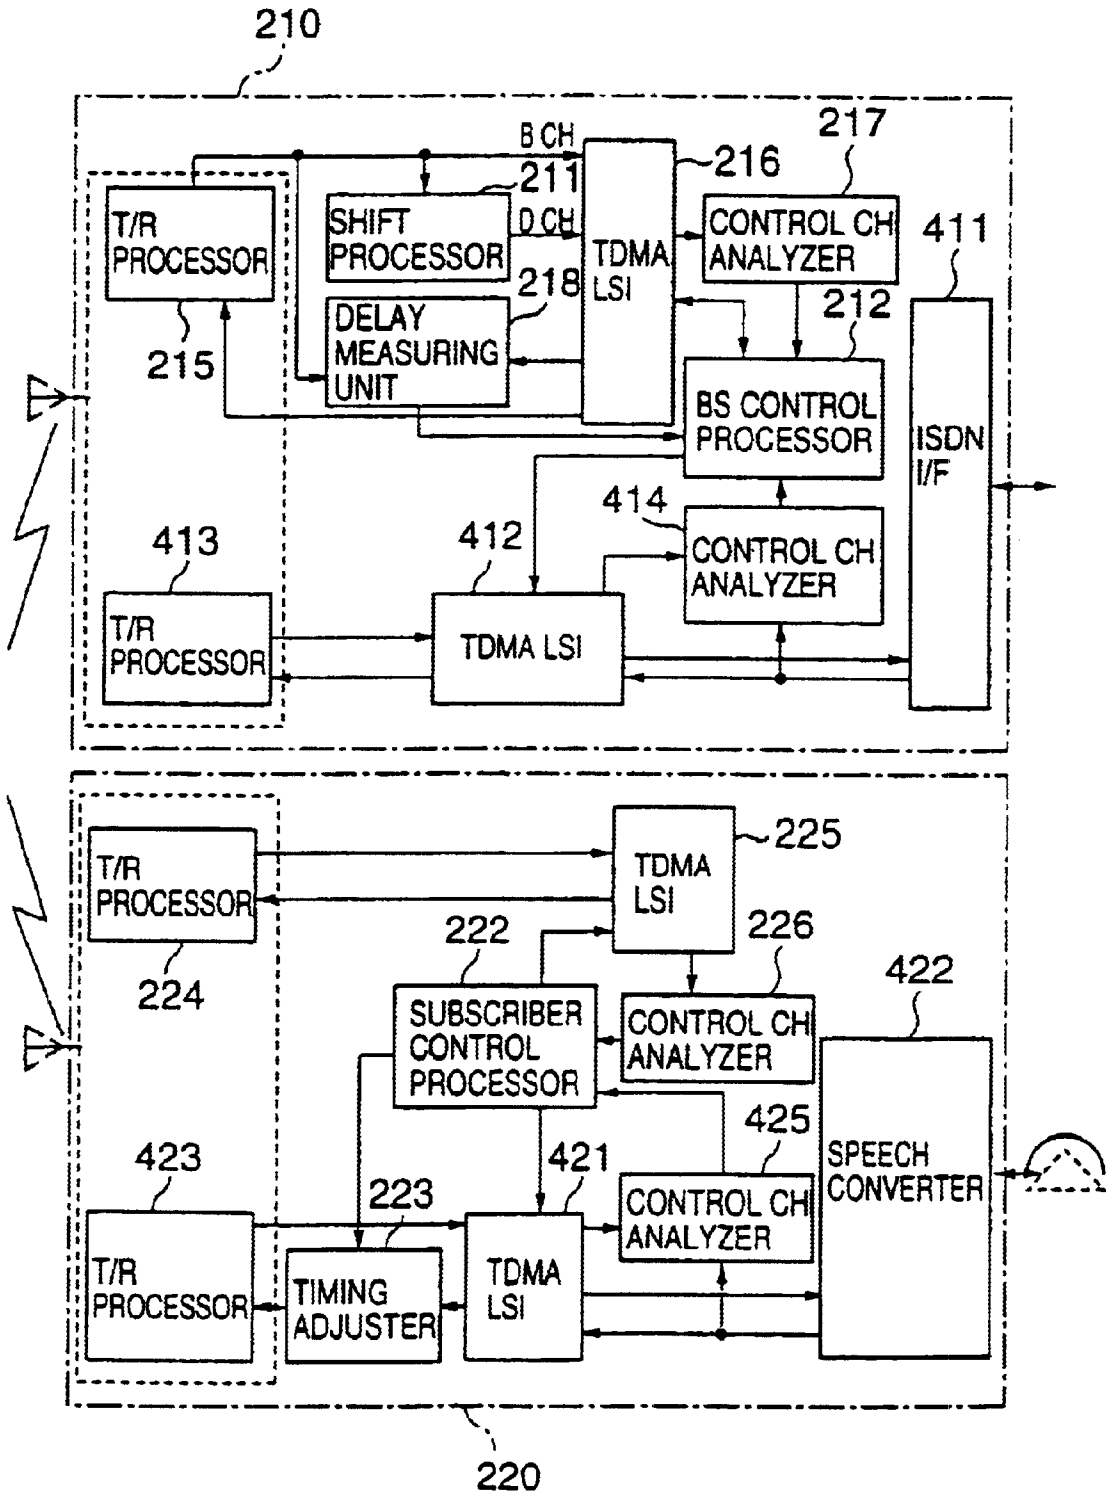 210
B CH
217
216
211
T/R
PROCESSOR
SHIFT
PROCESSOR
D CH
TDMA
LSI
CONTROL CH
ANALYZER
411
218
212
215
DELAY
MEASURING
UNIT
BS CONTROL
PROCESSOR
ISDN
I/F
414
413
412
CONTROL CH
ANALYZER
T/R
PROCESSOR
TDMA LSI
225
T/R
PROCESSOR
TDMA
LSI
224
222
226
422
SUBSCRIBER
CONTROL
PROCESSOR
CONTROL CH
ANALYZER
425
423
421
223
SPEECH
CONVERTER
CONTROL CH
ANALYZER
T/R
PROCESSOR
TIMING
ADJUSTER
TDMA
LSI
220